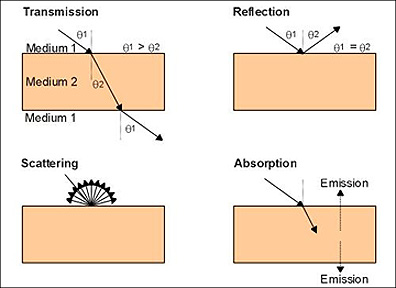 Transmission
θ1
Medium 1
θ1 > θ2
Medium 2
θ2
Medium 1
θ1
Reflection
θ1 θ2
θ1 = θ2
Scattering
Absorption
Emission
Emission